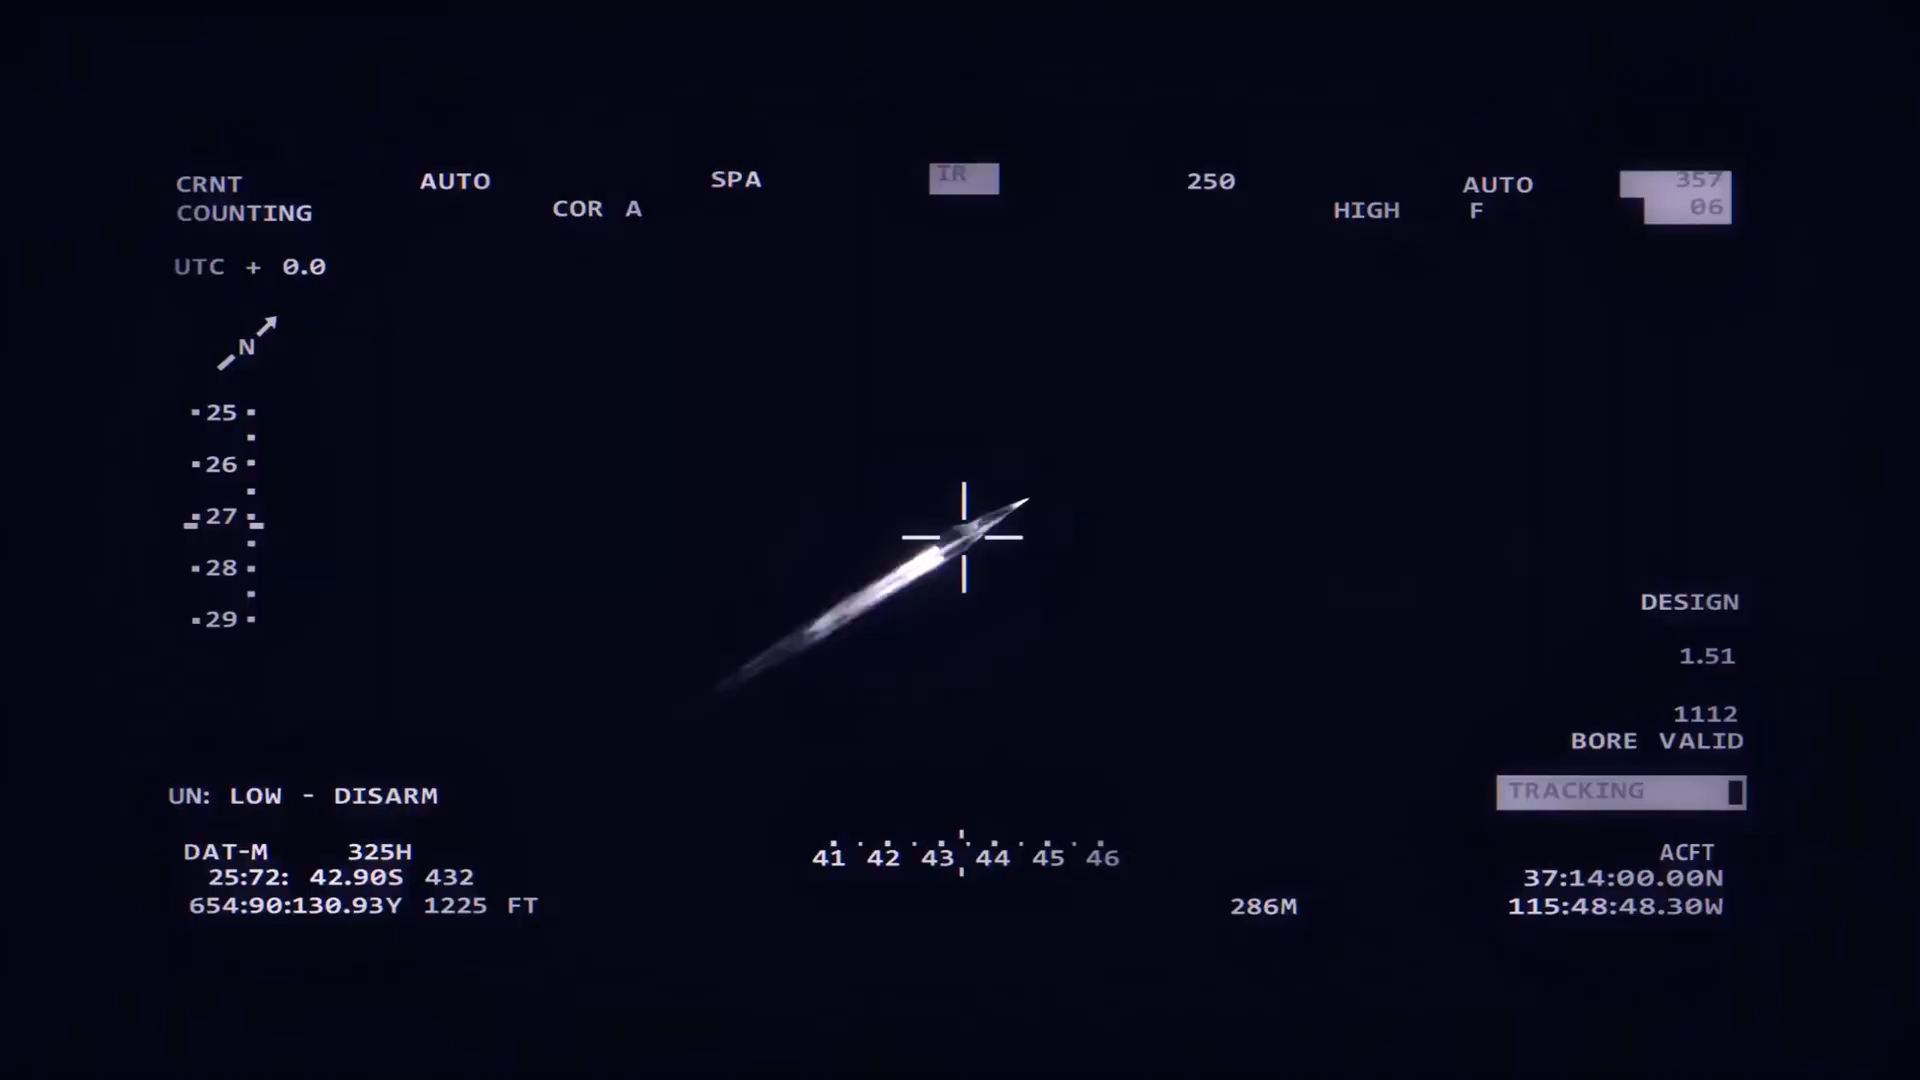 CRNT
COUNTING
AUTO
COR A
SPA
IR
250
HIGH
AUTO
F
357
06
UTC + 0.0
N
25
26
27
28
29
DESIGN
1.51
1112
BORE VALID
TRACKING
UN: LOW - DISARM
DAT-M 325H
25:72: 42.90S 432
654:90:130.93Y 1225 FT
41 42 43 44 45 46
286M
ACFT
37:14:00.00N
115:48:48.30W